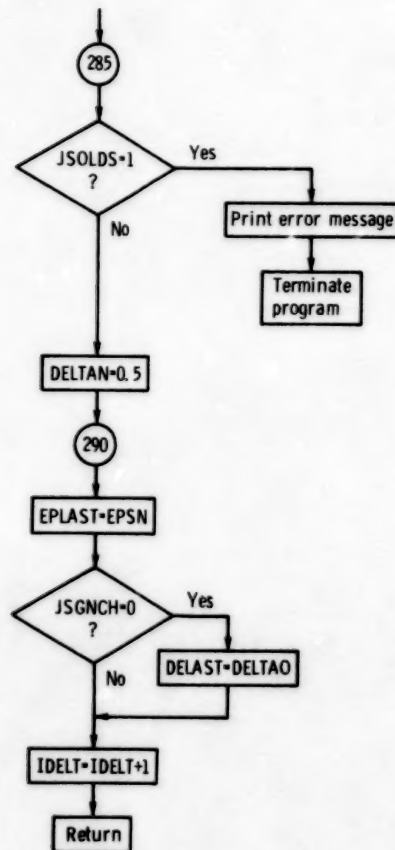 285
JSOLDS=1
?
Yes
No
Print error message
Terminate
program
DELTAN=0.5
290
EPLAST=EPSN
JSGNCH=0
?
Yes
No
DELAST=DELTAO
IDELT=IDELT+1
Return